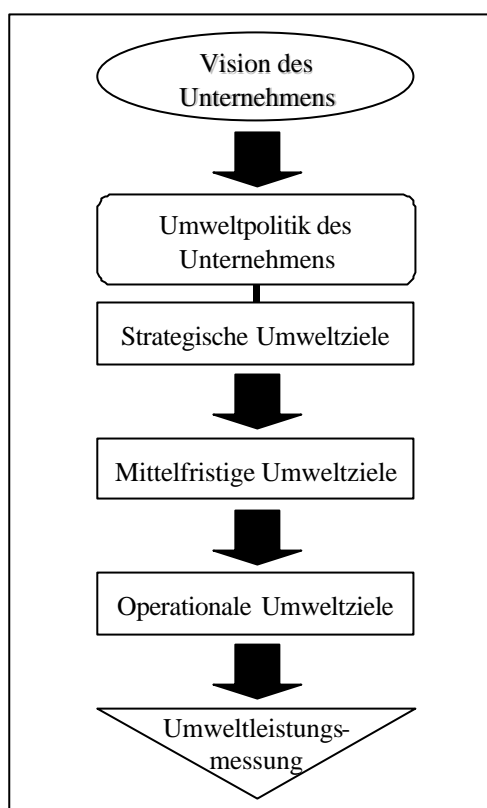 Vision des
Unternehmens
Umweltpolitik des
Unternehmens
Strategische Umweltziele
Mittelfristige Umweltziele
Operationale Umweltziele
Umweltleistungs-
messung